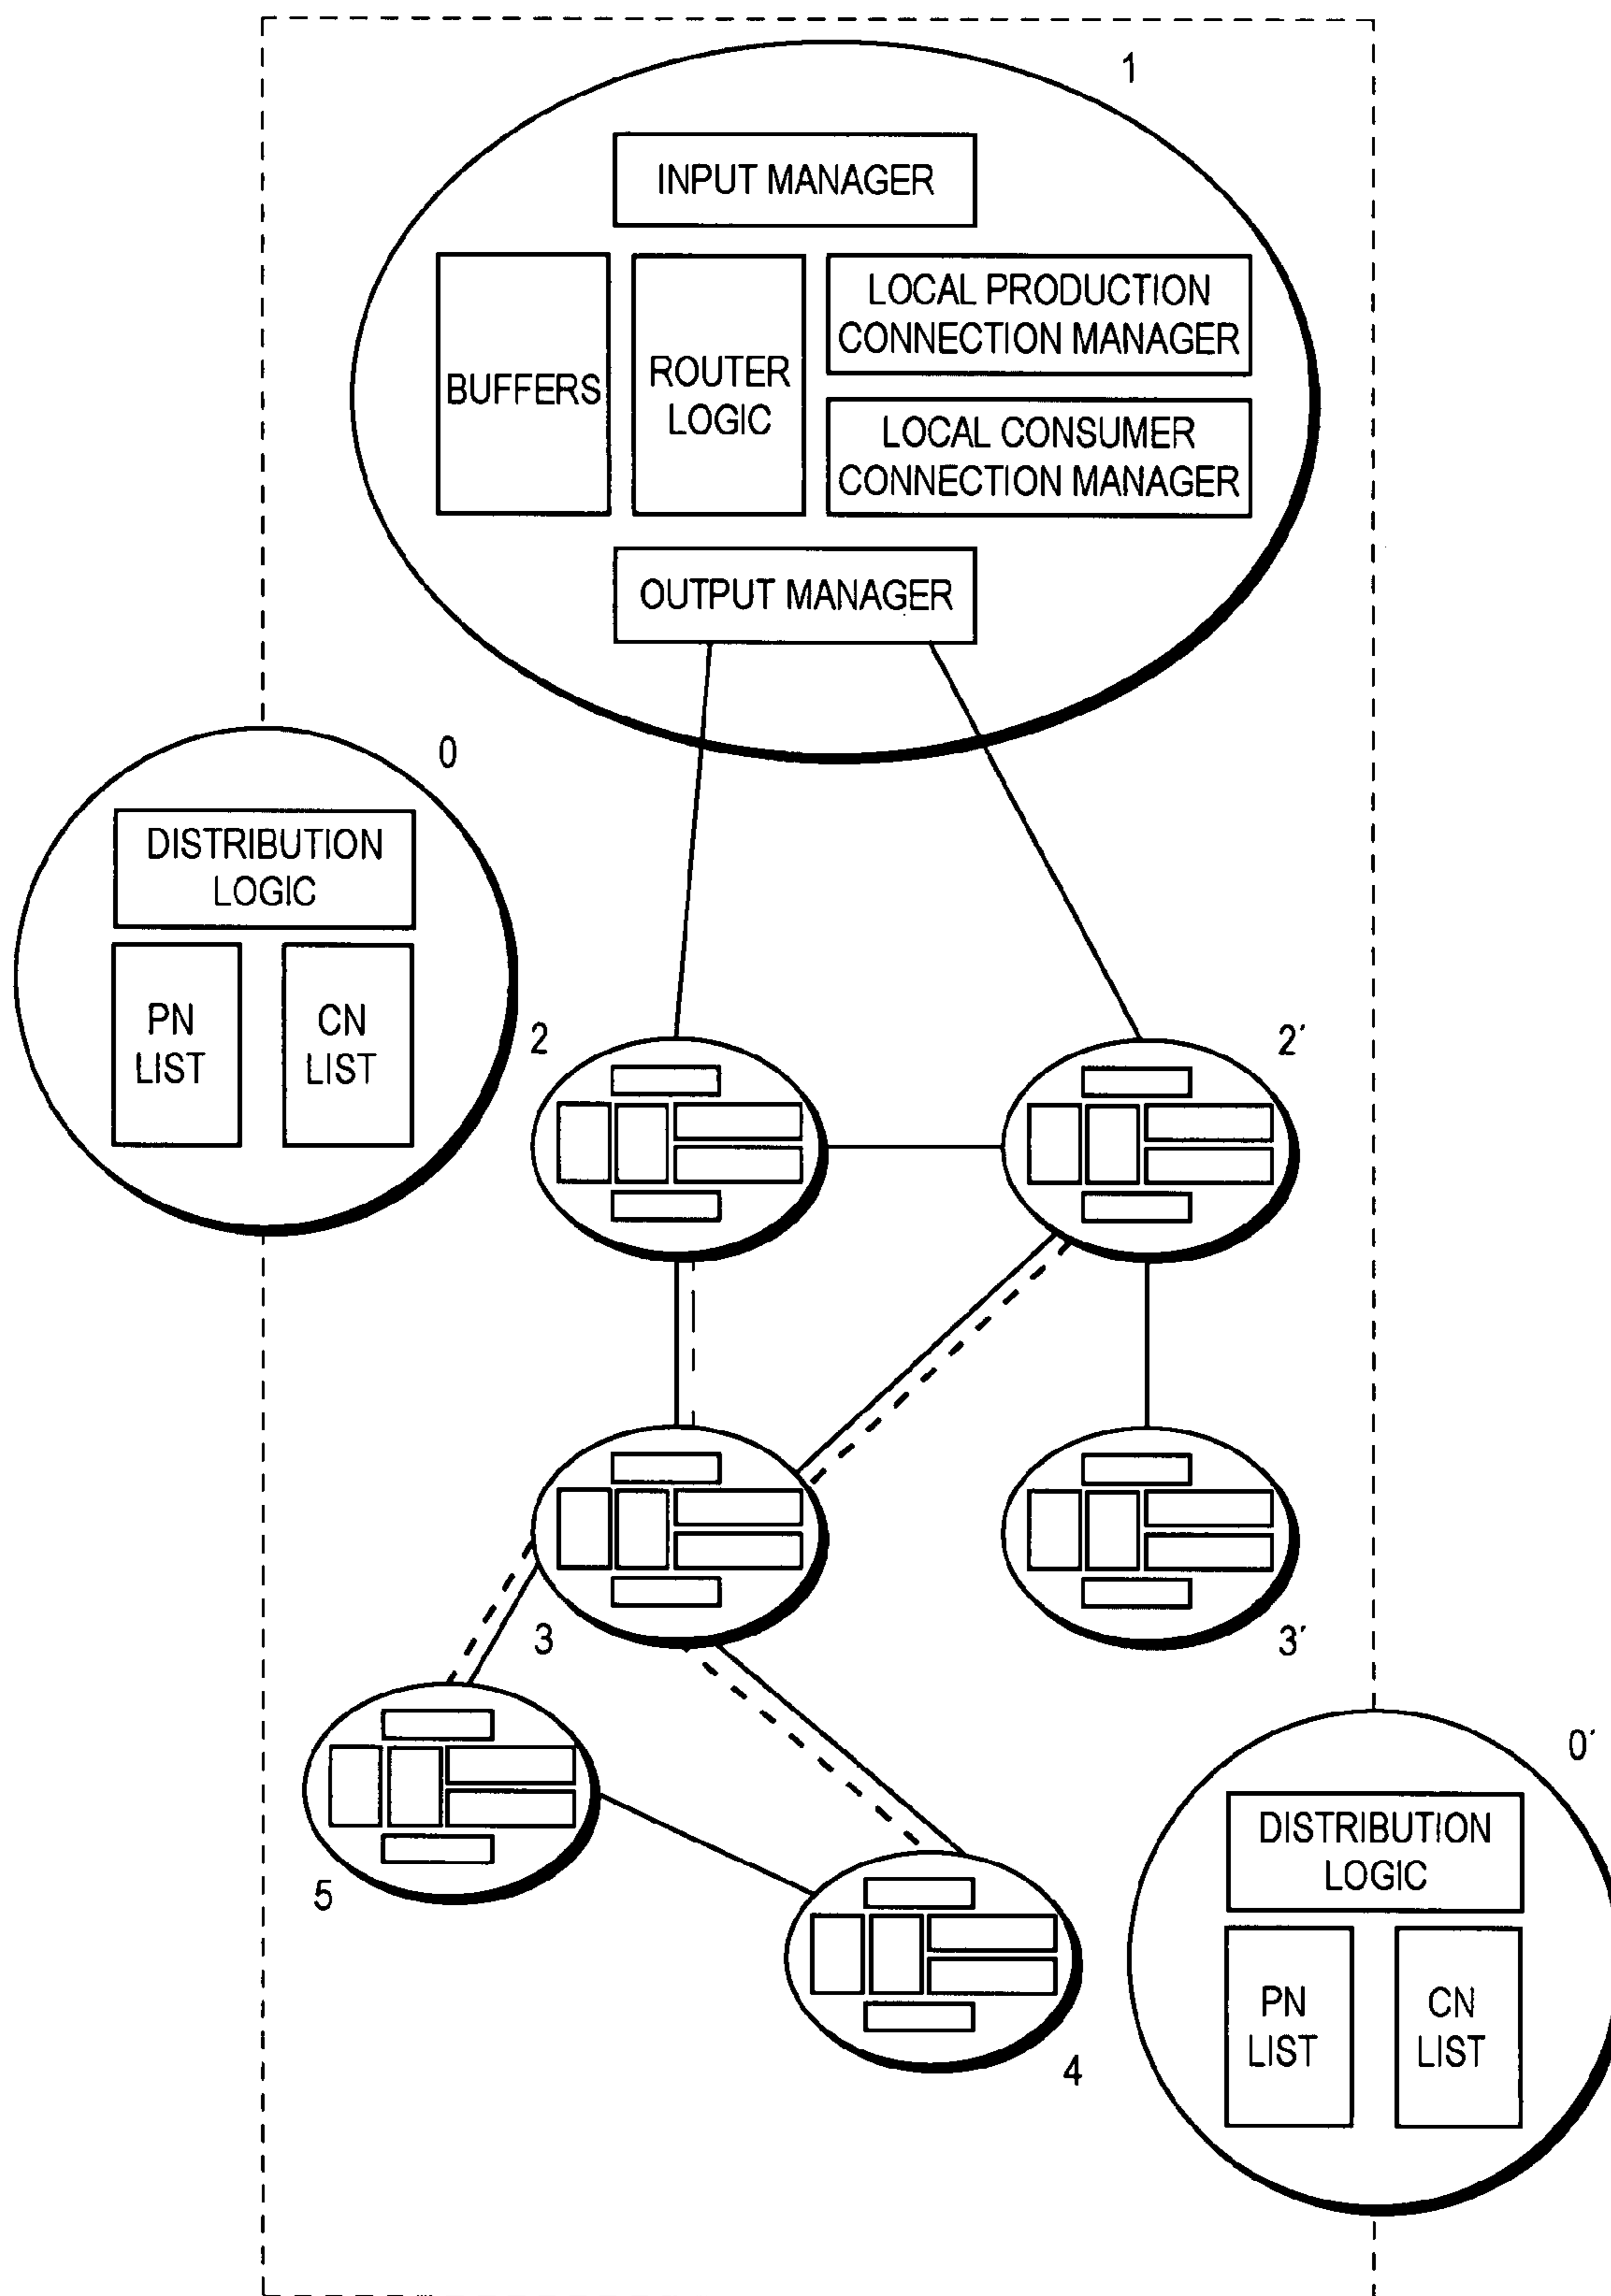 1
INPUT MANAGER
BUFFERS
ROUTER
LOGIC
LOCAL PRODUCTION
CONNECTION MANAGER
LOCAL CONSUMER
CONNECTION MANAGER
OUTPUT MANAGER
0
DISTRIBUTION
LOGIC
PN
LIST
CN
LIST
2
2′
3
3′
5
4
0′
DISTRIBUTION
LOGIC
PN
LIST
CN
LIST